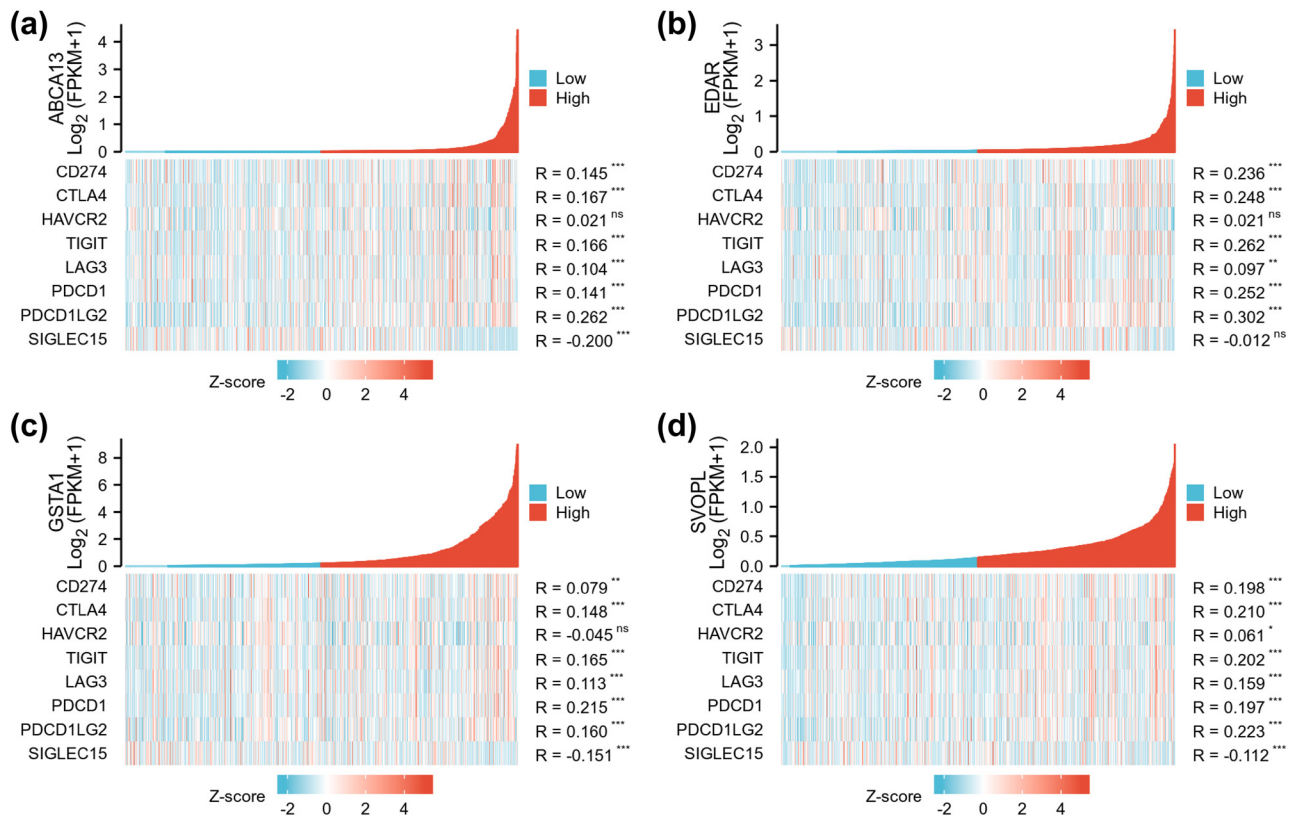 (a)
ABCA13
Log2 (FPKM+1)
4
3
2
1
0
Low
High
CD274 R = 0.145 ***
CTLA4 R = 0.167 ***
HAVCR2 R = 0.021 ns
TIGIT R = 0.166 ***
LAG3 R = 0.104 ***
PDCD1 R = 0.141 ***
PDCD1LG2 R = 0.262 ***
SIGLEC15 R = -0.200 ***
Z-score
-2 0 2 4
(b)
EDAR
Log2 (FPKM+1)
3
2
1
0
Low
High
CD274 R = 0.236 ***
CTLA4 R = 0.248 ***
HAVCR2 R = 0.021 ns
TIGIT R = 0.262 ***
LAG3 R = 0.097 **
PDCD1 R = 0.252 ***
PDCD1LG2 R = 0.302 ***
SIGLEC15 R = -0.012 ns
Z-score
-2 0 2 4
(c)
GSTA1
Log2 (FPKM+1)
8
6
4
2
0
Low
High
CD274 R = 0.079 **
CTLA4 R = 0.148 ***
HAVCR2 R = -0.045 ns
TIGIT R = 0.165 ***
LAG3 R = 0.113 ***
PDCD1 R = 0.215 ***
PDCD1LG2 R = 0.160 ***
SIGLEC15 R = -0.151 ***
Z-score
-2 0 2 4
(d)
SVOPL
Log2 (FPKM+1)
2.0
1.5
1.0
0.5
0.0
Low
High
CD274 R = 0.198 ***
CTLA4 R = 0.210 ***
HAVCR2 R = 0.061 *
TIGIT R = 0.202 ***
LAG3 R = 0.159 ***
PDCD1 R = 0.197 ***
PDCD1LG2 R = 0.223 ***
SIGLEC15 R = -0.112 ***
Z-score
-2 0 2 4